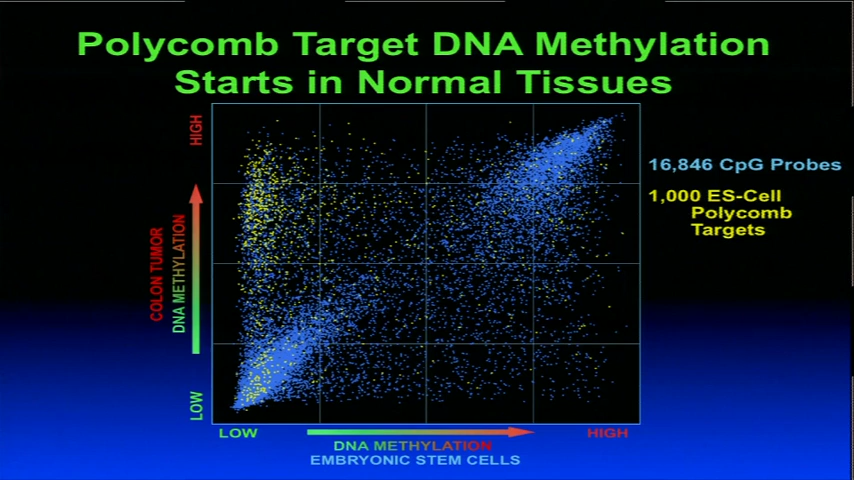 Polycomb Target DNA Methylation
Starts in Normal Tissues
HIGH
COLON TUMOR
DNA METHYLATION
LOW
16,846 CpG Probes
1,000 ES-Cell
Polycomb
Targets
LOW
HIGH
DNA METHYLATION
EMBRYONIC STEM CELLS